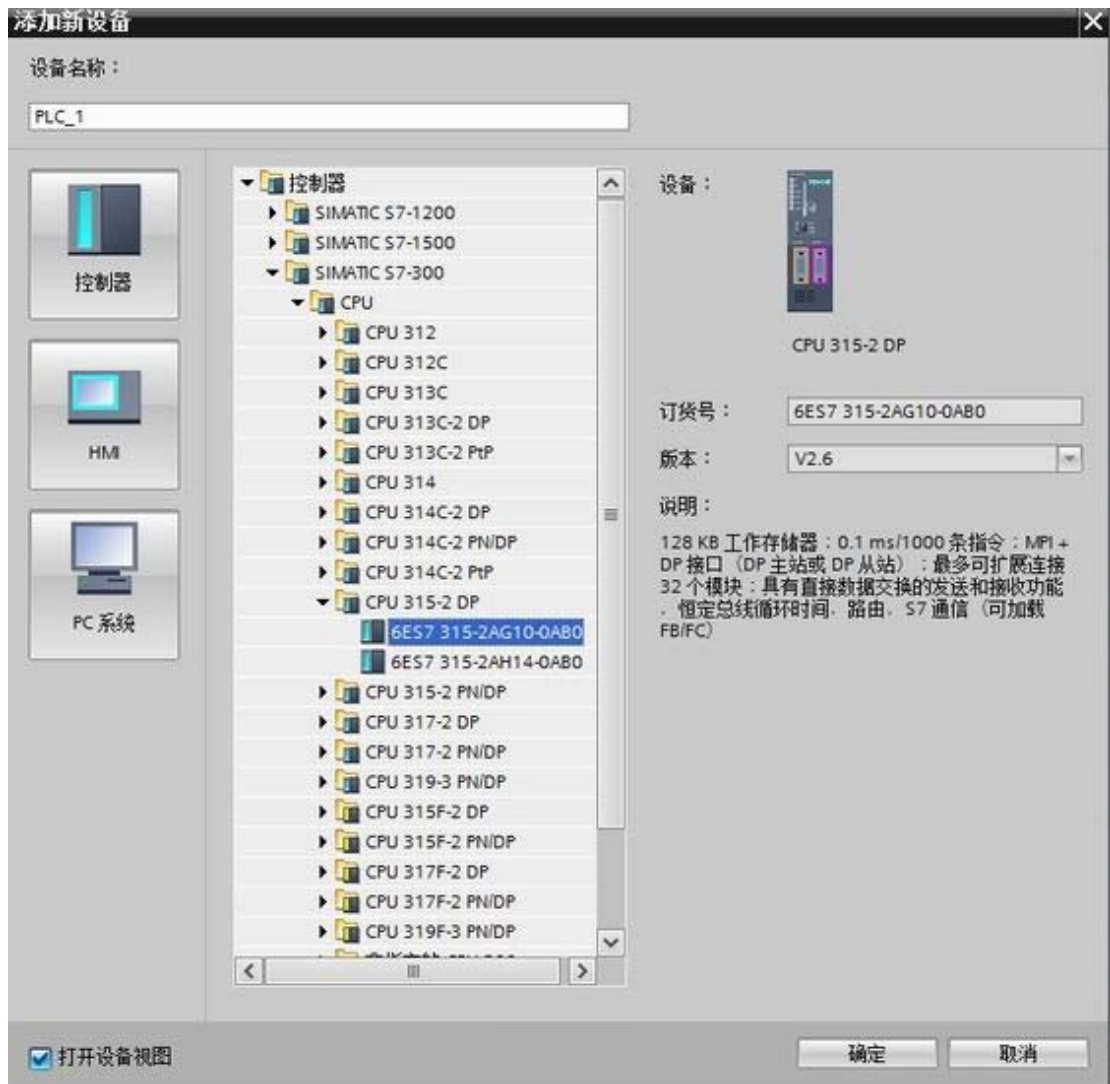 添加新设备
设备名称：
PLC_1
控制器
HMI
PC 系统
控制器
SIMATIC S7-1200
SIMATIC S7-1500
SIMATIC S7-300
CPU
CPU 312
CPU 312C
CPU 313C
CPU 313C-2 DP
CPU 313C-2 PtP
CPU 314
CPU 314C-2 DP
CPU 314C-2 PN/DP
CPU 314C-2 PtP
CPU 315-2 DP
6ES7 315-2AG10-0AB0
6ES7 315-2AH14-0AB0
CPU 315-2 PN/DP
CPU 317-2 DP
CPU 317-2 PN/DP
CPU 319-3 PN/DP
CPU 315F-2 DP
CPU 315F-2 PN/DP
CPU 317F-2 DP
CPU 317F-2 PN/DP
CPU 319F-3 PN/DP
设备：
CPU 315-2 DP
订货号：
6ES7 315-2AG10-0AB0
版本：
V2.6
说明：
128 KB 工作存储器；0.1 ms/1000 条指令；MPI +
DP 接口（DP 主站或 DP 从站）；最多可扩展连接
32 个模块；具有直接数据交换的发送和接收功能
，恒定总线循环时间，路由，S7 通信（可加载
FB/FC）
打开设备视图
确定
取消